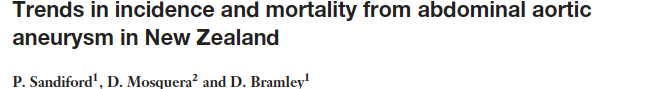 Trends in incidence and mortality from abdominal aortic
aneurysm in New Zealand
P. Sandiford¹, D. Mosquera² and D. Bramley¹